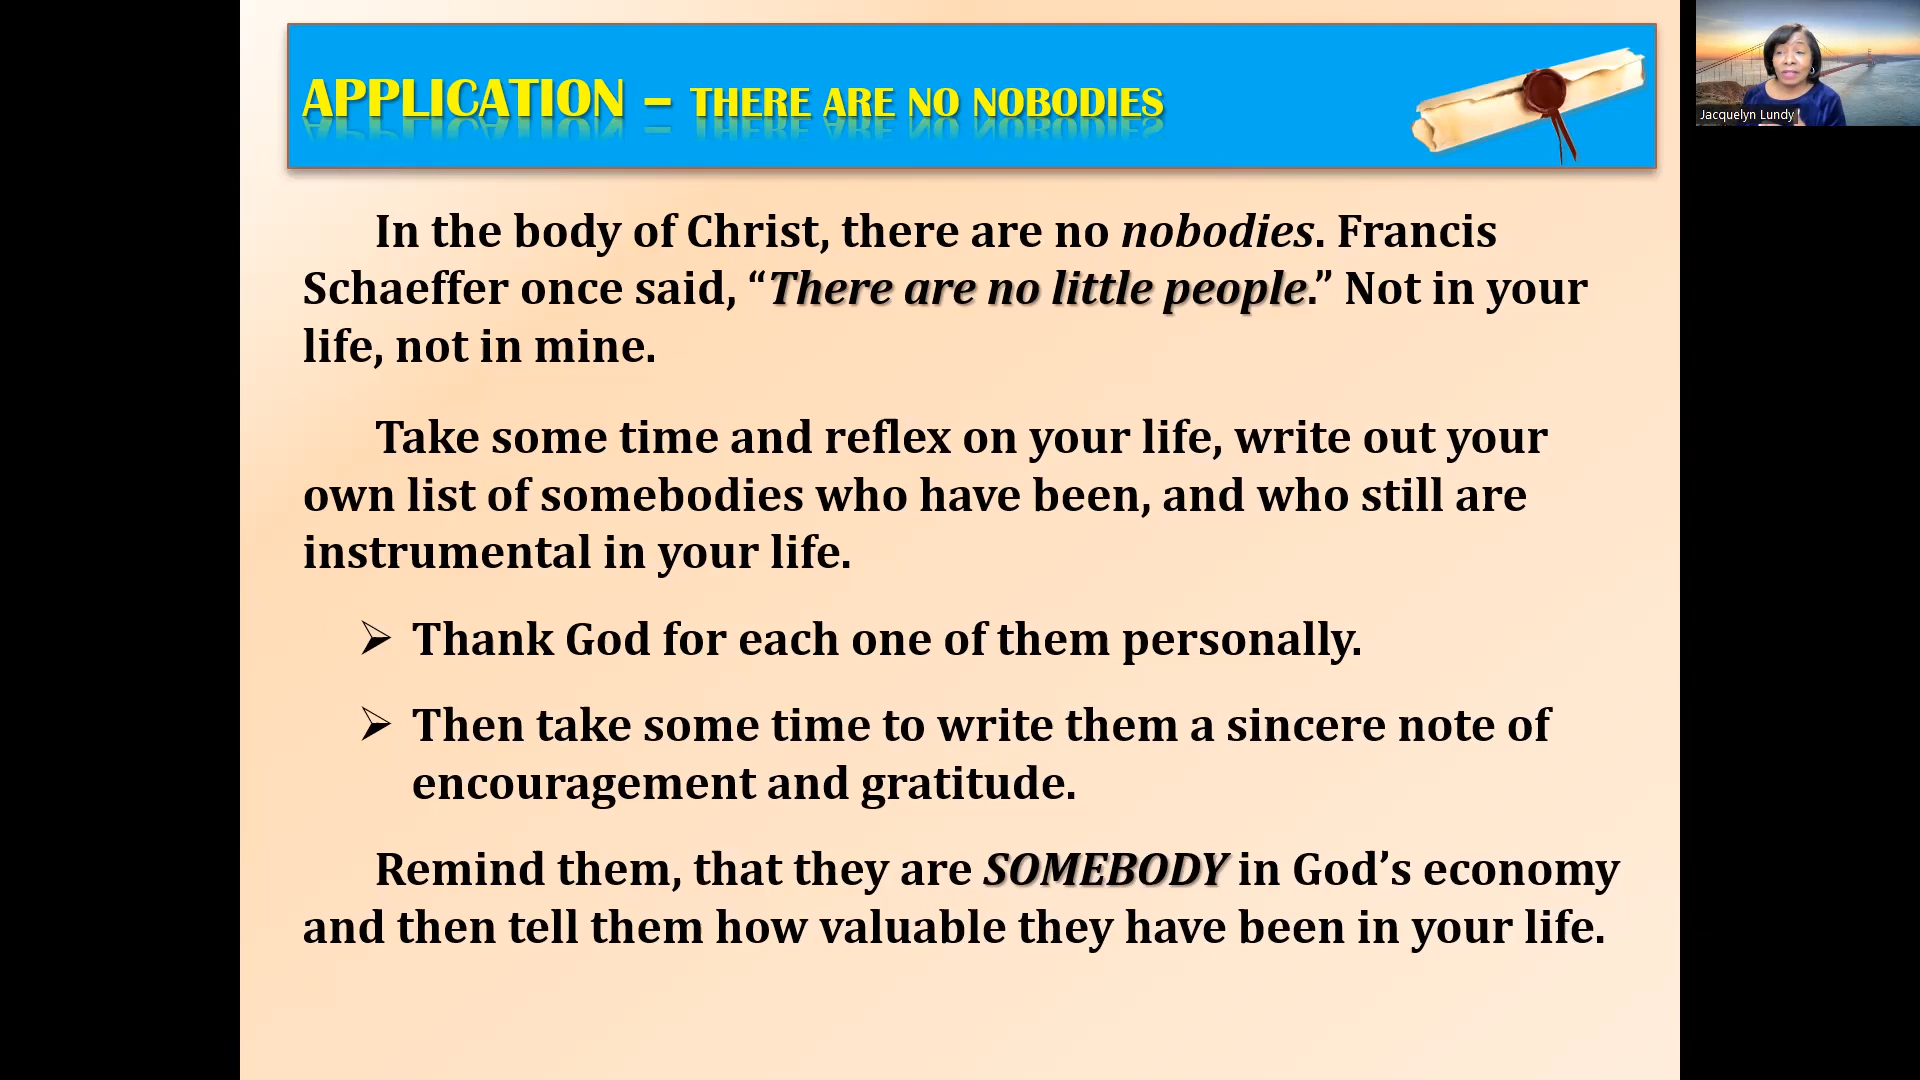 APPLICATION – THERE ARE NO NOBODIES
Jacquelyn Lundy
In the body of Christ, there are no nobodies. Francis
Schaeffer once said, “There are no little people.” Not in your
life, not in mine.
Take some time and reflex on your life, write out your
own list of somebodies who have been, and who still are
instrumental in your life.
➢ Thank God for each one of them personally.
➢ Then take some time to write them a sincere note of
encouragement and gratitude.
Remind them, that they are SOMEBODY in God’s economy
and then tell them how valuable they have been in your life.